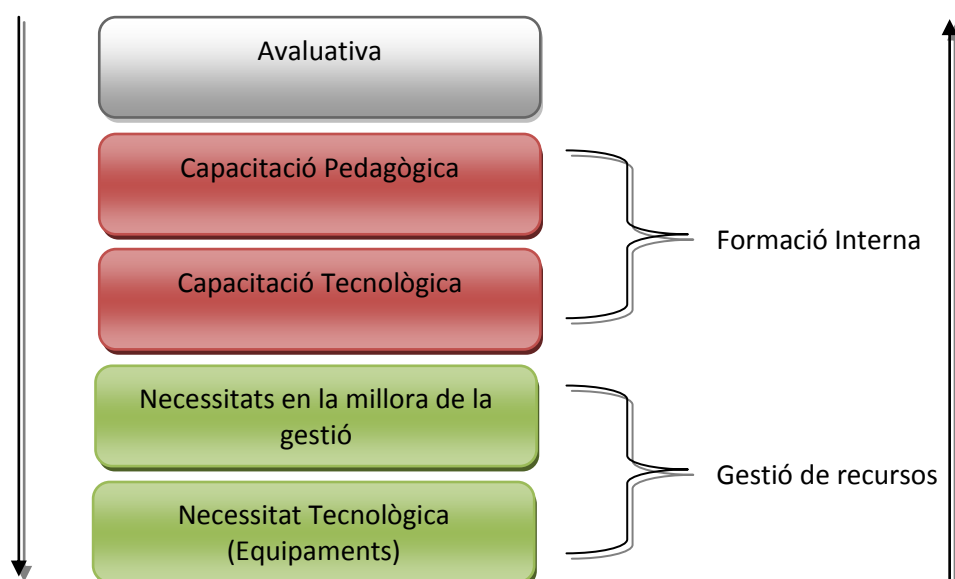 Avaluativa
Capacitació Pedagògica
Capacitació Tecnològica
Formació Interna
Necessitats en la millora de la
gestió
Necessitat Tecnològica
(Equipaments)
Gestió de recursos